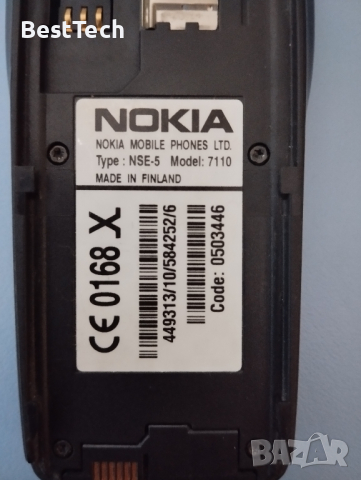 BestTech
NOKIA
NOKIA MOBILE PHONES LTD.
Type : NSE-5 Model: 7110
MADE IN FINLAND
CE 0168 X
449313/10/584252/6
Code: 0503446
BAZAR